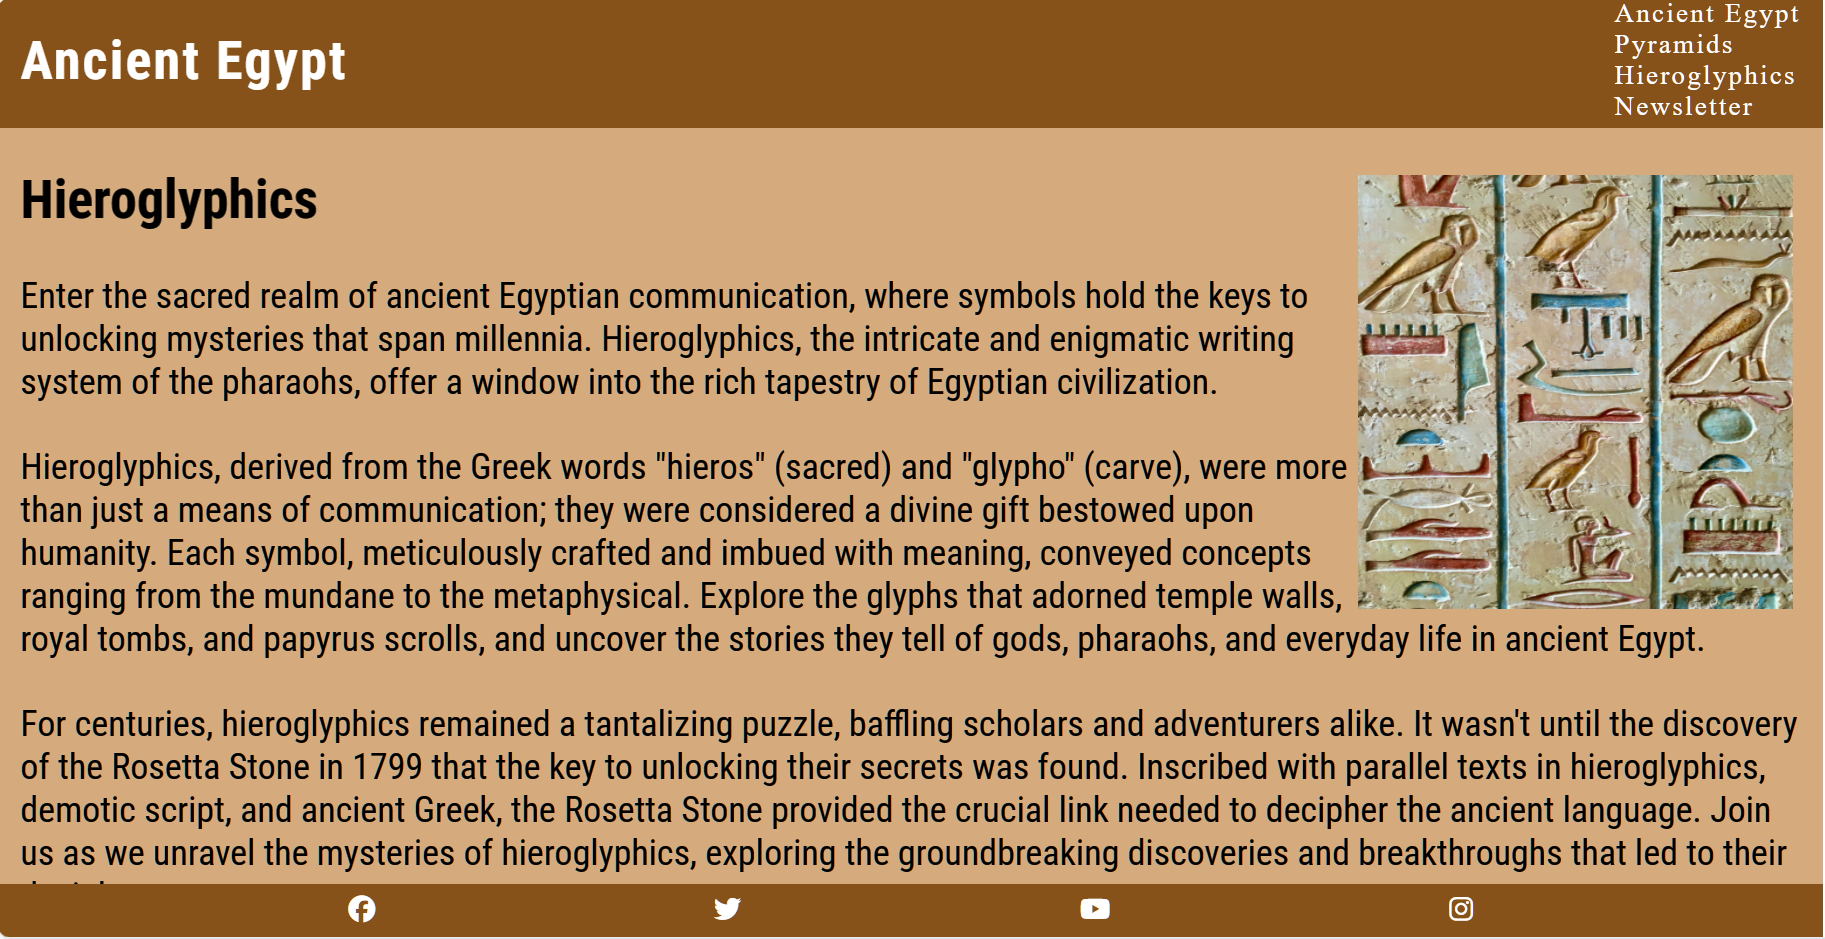 Ancient Egypt
Ancient Egypt
Pyramids
Hieroglyphics
Newsletter
Hieroglyphics
Enter the sacred realm of ancient Egyptian communication, where symbols hold the keys to
unlocking mysteries that span millennia. Hieroglyphics, the intricate and enigmatic writing
system of the pharaohs, offer a window into the rich tapestry of Egyptian civilization.
Hieroglyphics, derived from the Greek words "hieros" (sacred) and "glypho" (carve), were more
than just a means of communication; they were considered a divine gift bestowed upon
humanity. Each symbol, meticulously crafted and imbued with meaning, conveyed concepts
ranging from the mundane to the metaphysical. Explore the glyphs that adorned temple walls,
royal tombs, and papyrus scrolls, and uncover the stories they tell of gods, pharaohs, and everyday life in ancient Egypt.
For centuries, hieroglyphics remained a tantalizing puzzle, baffling scholars and adventurers alike. It wasn't until the discovery
of the Rosetta Stone in 1799 that the key to unlocking their secrets was found. Inscribed with parallel texts in hieroglyphics,
demotic script, and ancient Greek, the Rosetta Stone provided the crucial link needed to decipher the ancient language. Join
us as we unravel the mysteries of hieroglyphics, exploring the groundbreaking discoveries and breakthroughs that led to their